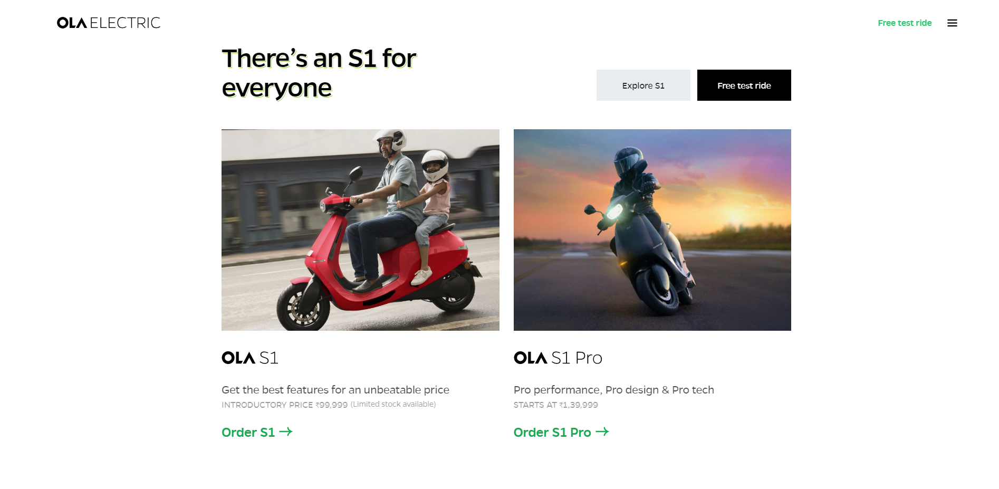 OLA ELECTRIC
Free test ride
There’s an S1 for
everyone
Explore S1
Free test ride
OLA S1
Get the best features for an unbeatable price
INTRODUCTORY PRICE ₹99,999 (Limited stock available)
Order S1 →
OLA S1 Pro
Pro performance, Pro design & Pro tech
STARTS AT ₹1,39,999
Order S1 Pro →